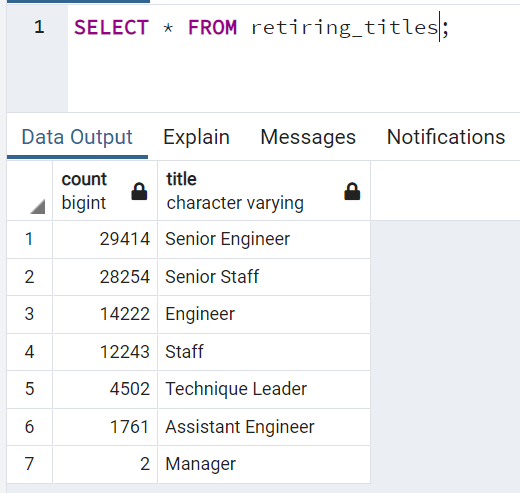 1 SELECT * FROM retiring_titles;
Data Output Explain Messages Notifications
count title
bigint character varying
1 29414 Senior Engineer
2 28254 Senior Staff
3 14222 Engineer
4 12243 Staff
5 4502 Technique Leader
6 1761 Assistant Engineer
7 2 Manager